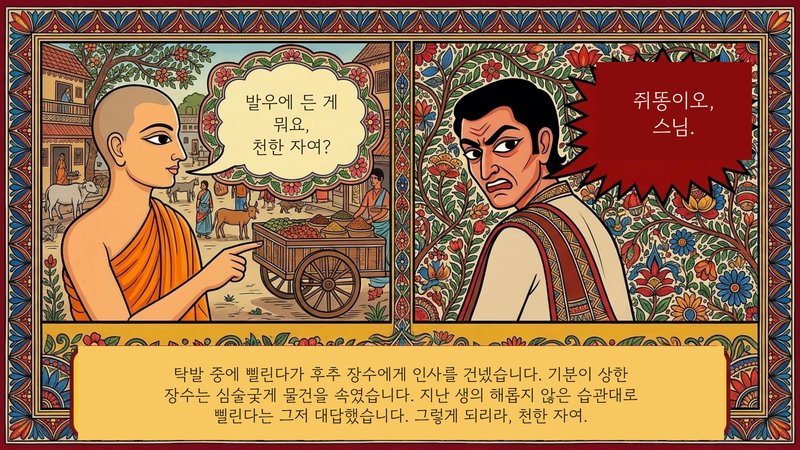 발우에 든 게
뭐요,
천한 자여?
쥐똥이오,
스님.
탁발 중에 삘린다가 후추 장수에게 인사를 건넸습니다. 기분이 상한
장수는 심술궂게 물건을 속였습니다. 지난 생의 해롭지 않은 습관대로
삘린다는 그저 대답했습니다. 그렇게 되리라, 천한 자여.